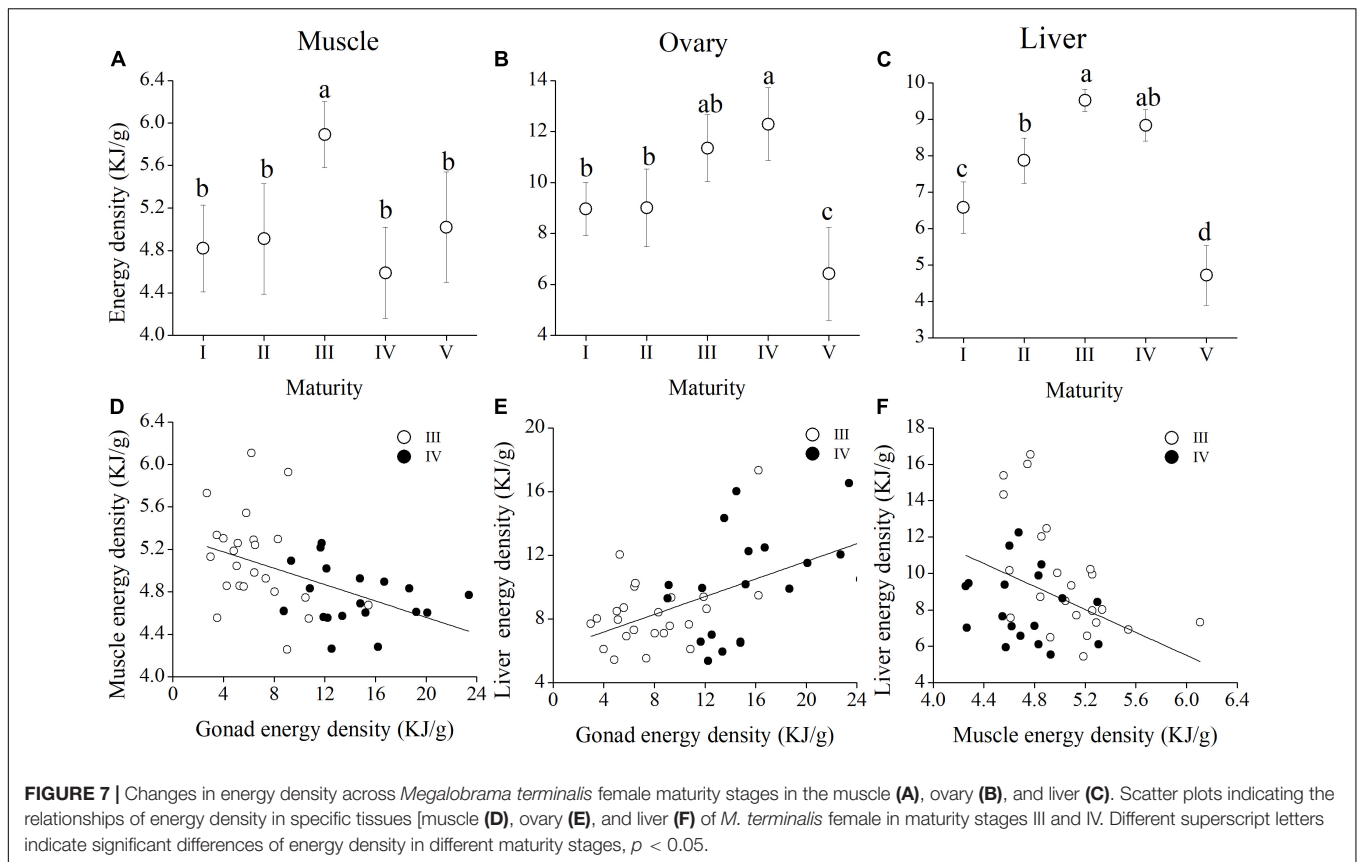 Muscle
Ovary
Liver
A
B
C
Energy density (KJ/g)
6.4
6.0
5.6
5.2
4.8
4.4
4.0
b
b
a
b
b
I
II
III
IV
V
Maturity
14
12
10
8
6
4
b
b
ab
a
c
I
II
III
IV
V
Maturity
10
9
8
7
6
5
4
3
c
b
a
ab
d
I
II
III
IV
V
Maturity
D
Muscle energy density (KJ/g)
6.4
6.0
5.6
5.2
4.8
4.4
4.0
III
IV
0
4
8
12
16
20
24
Gonad energy density (KJ/g)
E
Liver energy density (KJ/g)
20
16
12
8
4
III
IV
0
4
8
12
16
20
24
Gonad energy density (KJ/g)
F
Liver energy density (KJ/g)
18
16
14
12
10
8
6
4
III
IV
4.0
4.4
4.8
5.2
5.6
6.0
6.4
Muscle energy density (KJ/g)
FIGURE 7 | Changes in energy density across Megalobrama terminalis female maturity stages in the muscle (A), ovary (B), and liver (C). Scatter plots indicating the
relationships of energy density in specific tissues [muscle (D), ovary (E), and liver (F) of M. terminalis female in maturity stages III and IV. Different superscript letters
indicate significant differences of energy density in different maturity stages, p < 0.05.